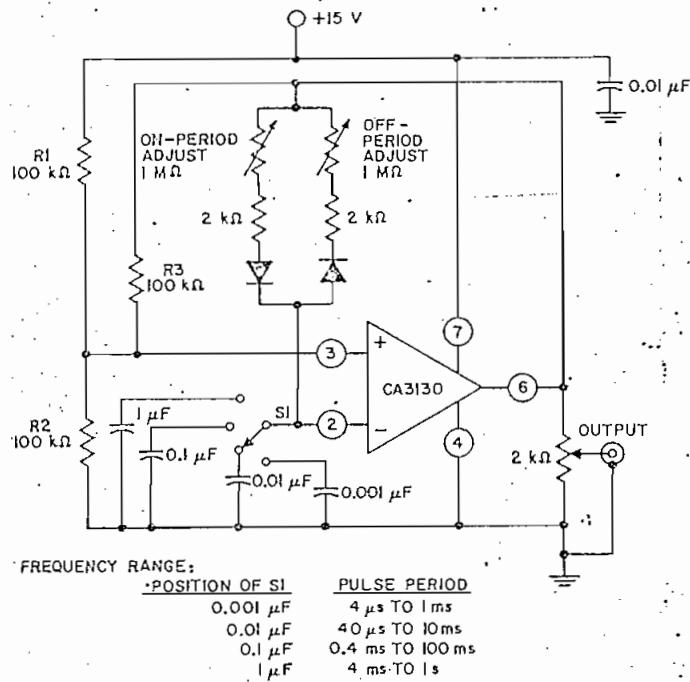 +15 V
0.01 µF
ON-PERIOD
ADJUST
1 MΩ
OFF-
PERIOD
ADJUST
1 MΩ
R1
100 kΩ
2 kΩ
2 kΩ
R3
100 kΩ
7
3
+
CA3130
6
2
−
4
S1
R2
100 kΩ
1 µF
0.1 µF
0.01 µF
0.001 µF
2 kΩ
OUTPUT
FREQUENCY RANGE:
POSITION OF S1 PULSE PERIOD
0.001 µF 4 µs TO 1 ms
0.01 µF 40 µs TO 10 ms
0.1 µF 0.4 ms TO 100 ms
1 µF 4 ms TO 1 s